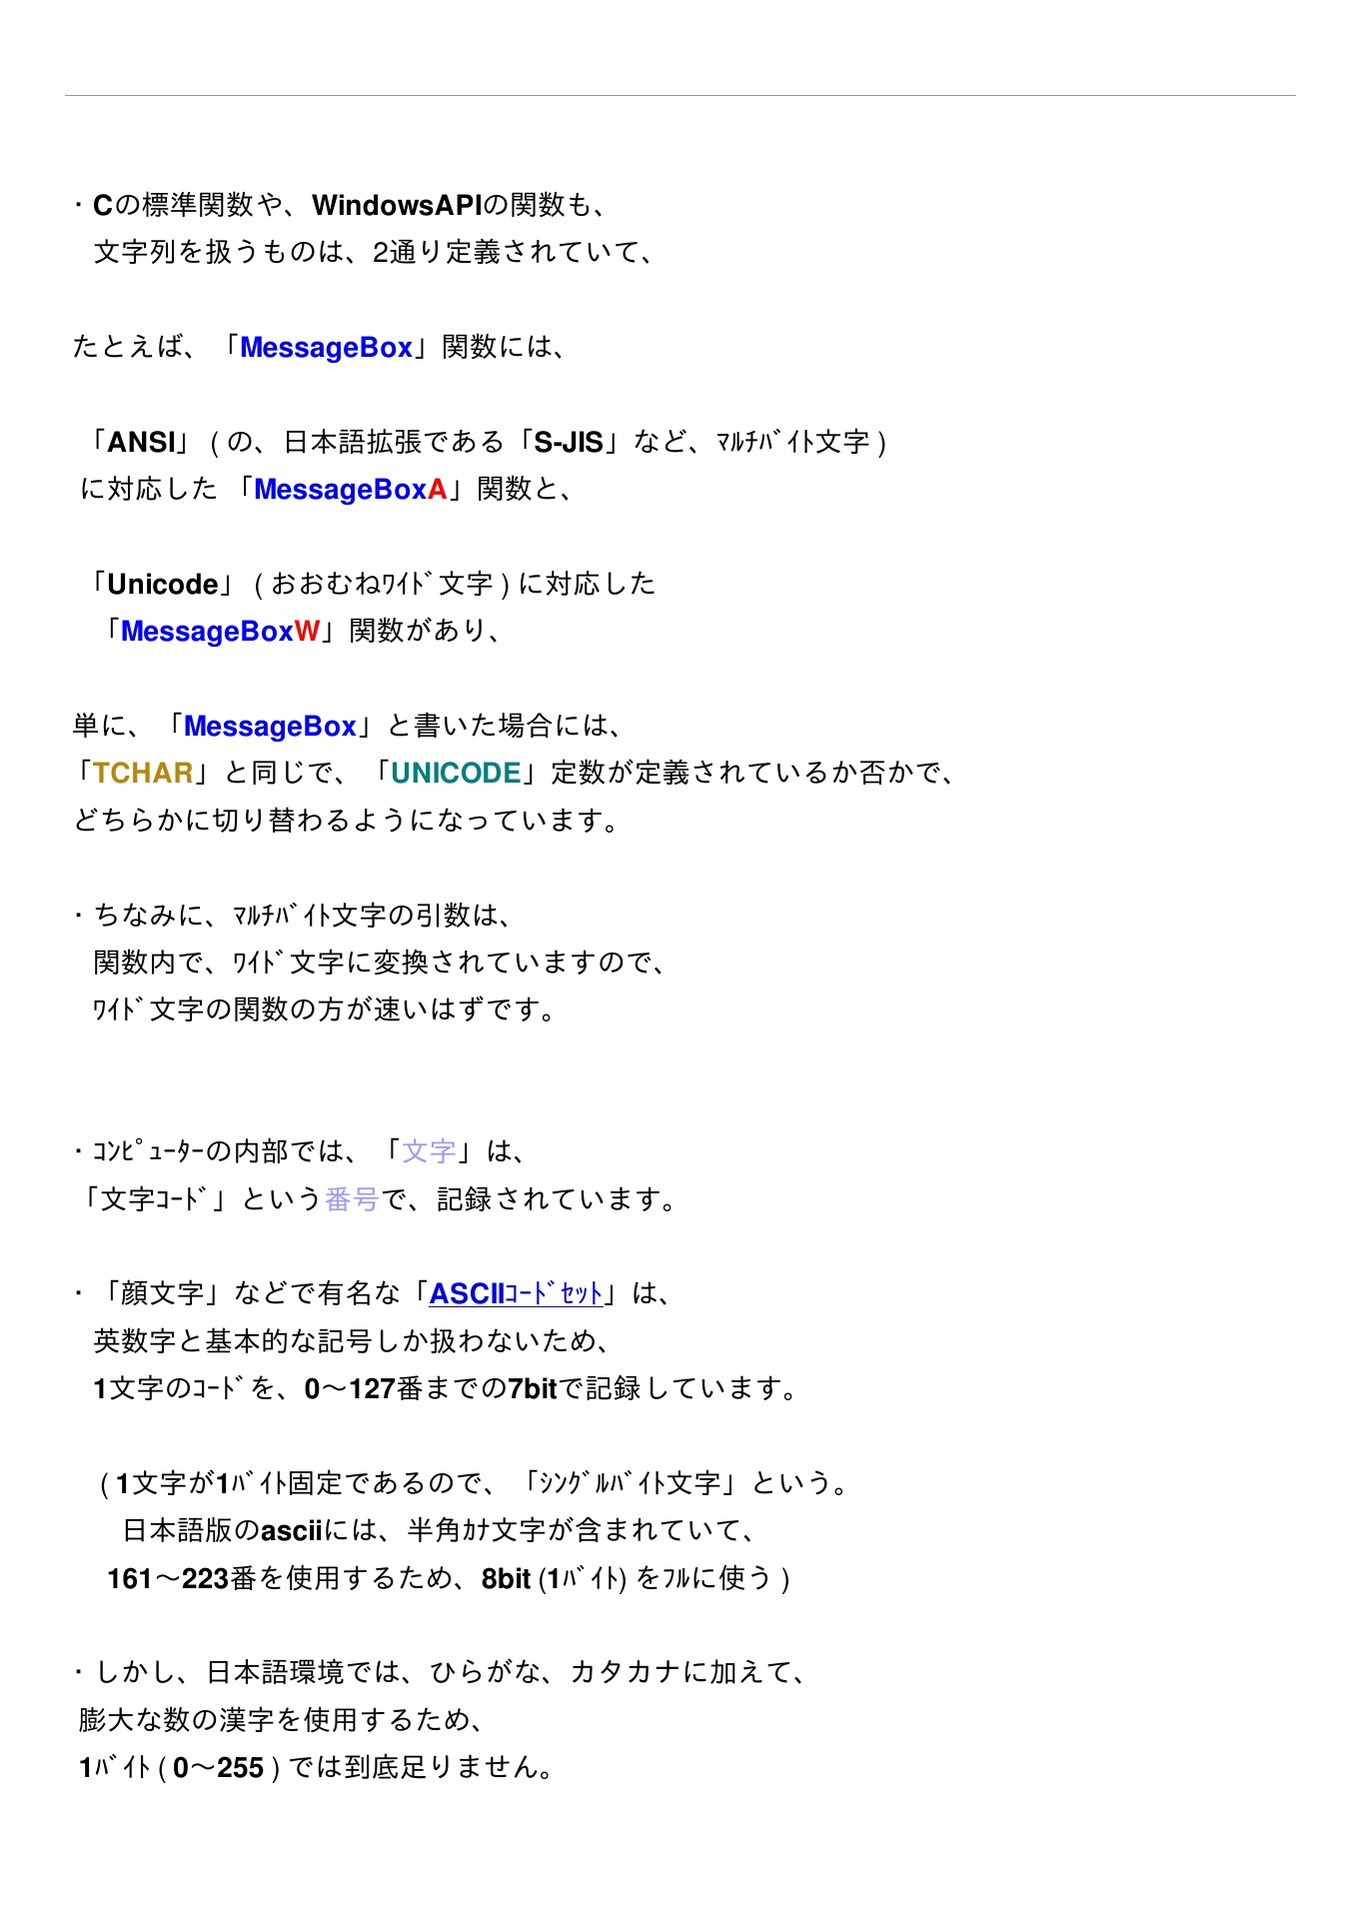 ・Cの標準関数や、WindowsAPIの関数も、
文字列を扱うものは、2通り定義されていて、
たとえば、「MessageBox」関数には、
「ANSI」 ( の、日本語拡張である「S-JIS」など、ﾏﾙﾁﾊﾞｲﾄ文字 )
に対応した 「MessageBoxA」関数と、
「Unicode」 ( おおむねﾜｲﾄﾞ文字 ) に対応した
「MessageBoxW」関数があり、
単に、「MessageBox」と書いた場合には、
「TCHAR」と同じで、「UNICODE」定数が定義されているか否かで、
どちらかに切り替わるようになっています。
・ちなみに、ﾏﾙﾁﾊﾞｲﾄ文字の引数は、
関数内で、ﾜｲﾄﾞ文字に変換されていますので、
ﾜｲﾄﾞ文字の関数の方が速いはずです。
・ｺﾝﾋﾟｭｰﾀｰの内部では、「文字」は、
「文字ｺｰﾄﾞ」という番号で、記録されています。
・「顔文字」などで有名な「ASCIIｺｰﾄﾞｾｯﾄ」は、
英数字と基本的な記号しか扱わないため、
1文字のｺｰﾄﾞを、0～127番までの7bitで記録しています。
( 1文字が1ﾊﾞｲﾄ固定であるので、「ｼﾝｸﾞﾙﾊﾞｲﾄ文字」という。
日本語版のasciiには、半角ｶﾅ文字が含まれていて、
161～223番を使用するため、8bit (1ﾊﾞｲﾄ) をﾌﾙに使う )
・しかし、日本語環境では、ひらがな、カタカナに加えて、
膨大な数の漢字を使用するため、
1ﾊﾞｲﾄ ( 0～255 ) では到底足りません。